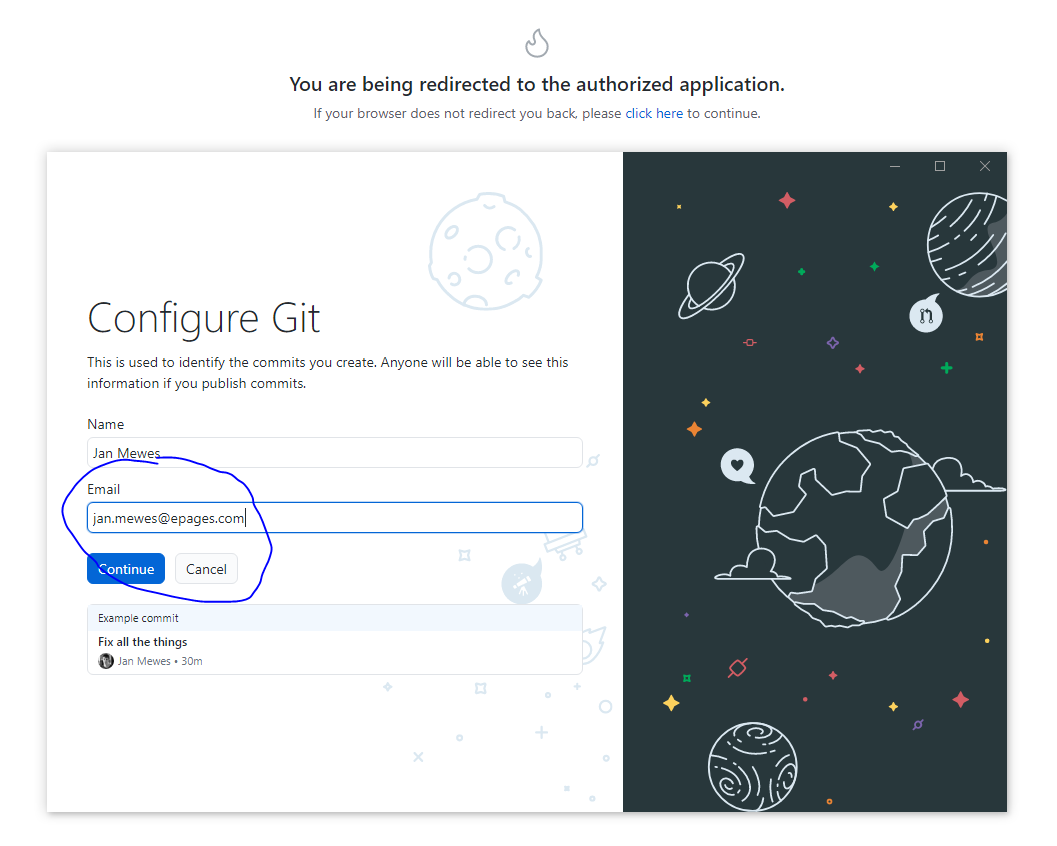 You are being redirected to the authorized application.
If your browser does not redirect you back, please click here to continue.
Configure Git
This is used to identify the commits you create. Anyone will be able to see this
information if you publish commits.
Name
Jan Mewes
Email
jan.mewes@epages.com
Continue
Cancel
Example commit
Fix all the things
Jan Mewes • 30m